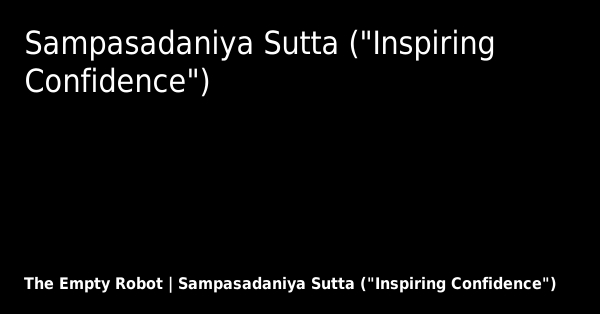 Sampasadaniya Sutta ("Inspiring
Confidence")
The Empty Robot | Sampasadaniya Sutta ("Inspiring Confidence")